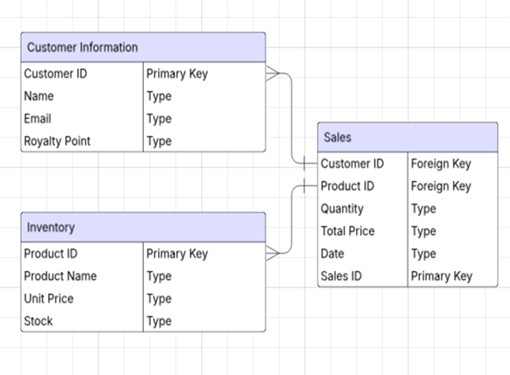 Customer Information
Customer ID Primary Key
Name Type
Email Type
Royalty Point Type
Sales
Customer ID Foreign Key
Product ID Foreign Key
Quantity Type
Total Price Type
Date Type
Sales ID Primary Key
Inventory
Product ID Primary Key
Product Name Type
Unit Price Type
Stock Type